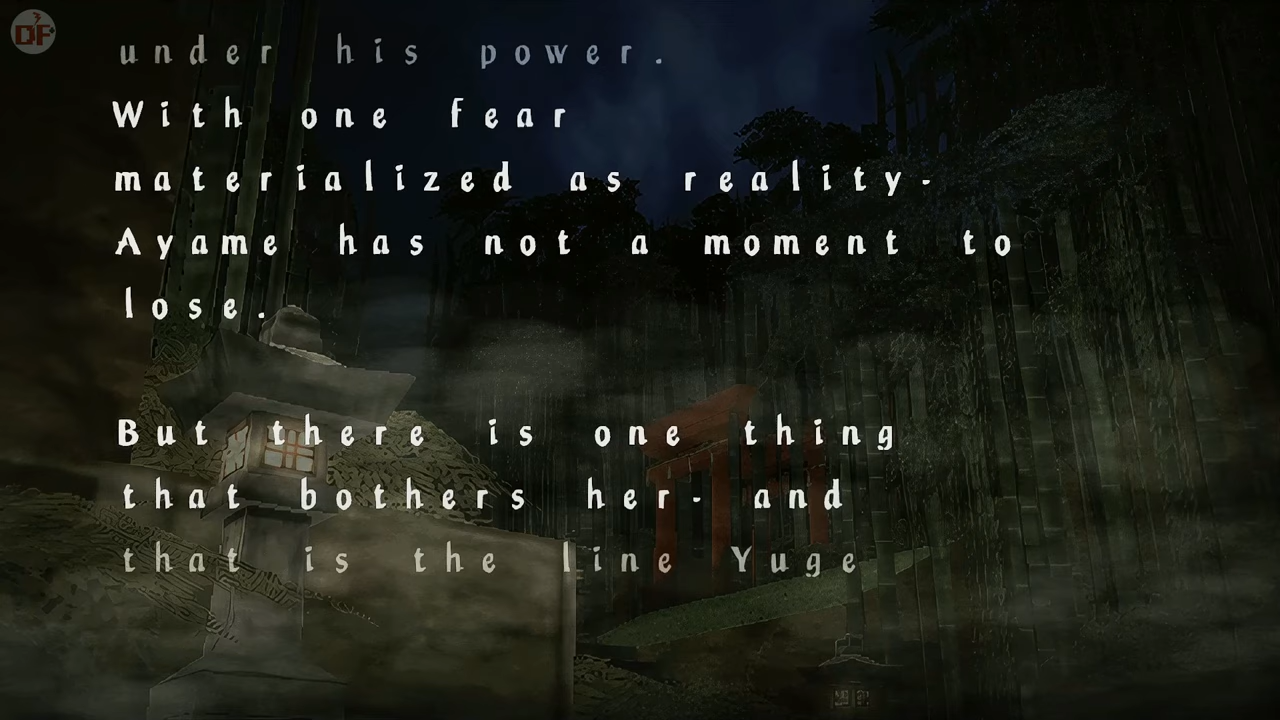 DF
under his power.
With one fear
materialized as reality-
Ayame has not a moment to
lose.
But there is one thing
that bothers her- and
that is the line Yuge